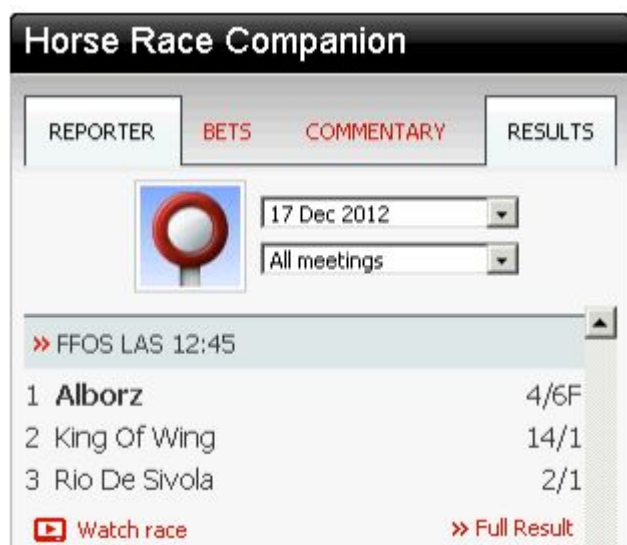 Horse Race Companion
REPORTER BETS COMMENTARY RESULTS
17 Dec 2012
All meetings
» FFOS LAS 12:45
1 Alborz 4/6F
2 King Of Wing 14/1
3 Rio De Sivola 2/1
Watch race » Full Result